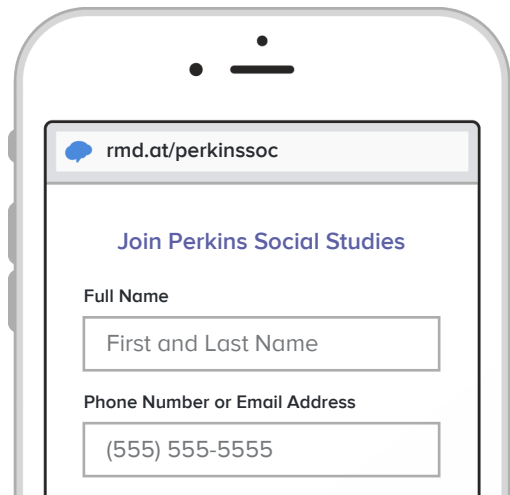 rmd.at/perkinssoc
Join Perkins Social Studies
Full Name
First and Last Name
Phone Number or Email Address
(555) 555-5555